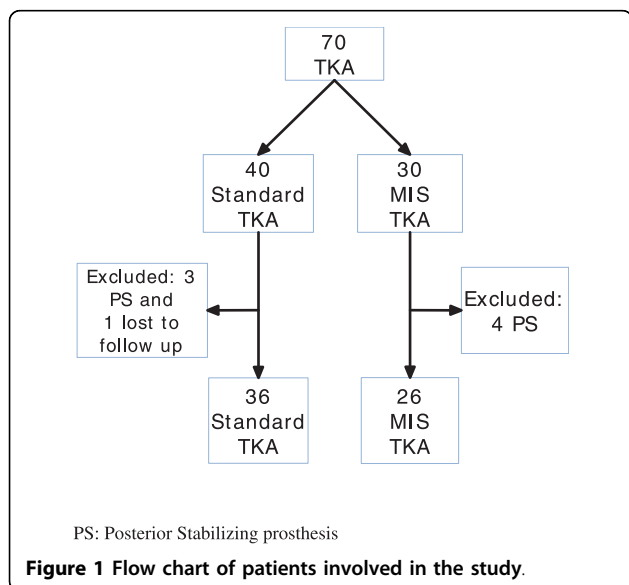 70
TKA
40
Standard
TKA
30
MIS
TKA
Excluded: 3
PS and
1 lost to
follow up
Excluded:
4 PS
36
Standard
TKA
26
MIS
TKA
PS: Posterior Stabilizing prosthesis
Figure 1 Flow chart of patients involved in the study.